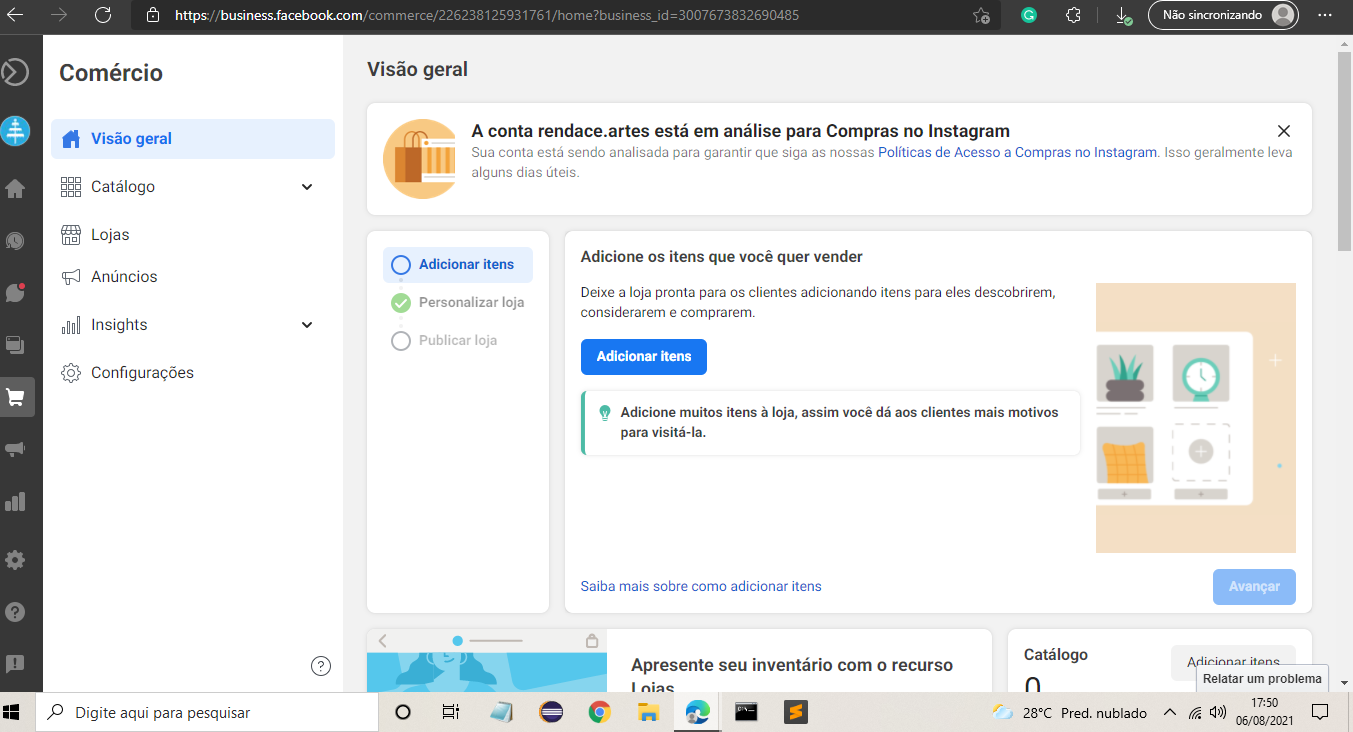 https://business.facebook.com/commerce/226238125931761/home?business_id=3007673832690485
Não sincronizando
Comércio
Visão geral
Catálogo
Lojas
Anúncios
Insights
Configurações
Visão geral
A conta rendace.artes está em análise para Compras no Instagram
Sua conta está sendo analisada para garantir que siga as nossas Políticas de Acesso a Compras no Instagram. Isso geralmente leva
alguns dias úteis.
Adicionar itens
Personalizar loja
Publicar loja
Adicione os itens que você quer vender
Deixe a loja pronta para os clientes adicionando itens para eles descobrirem,
considerarem e comprarem.
Adicionar itens
Adicione muitos itens à loja, assim você dá aos clientes mais motivos
para visitá-la.
Saiba mais sobre como adicionar itens
Avançar
Apresente seu inventário com o recurso
Lojas
Catálogo
0
Adicionar itens
Relatar um problema
Digite aqui para pesquisar
28°C Pred. nublado
17:50
06/08/2021